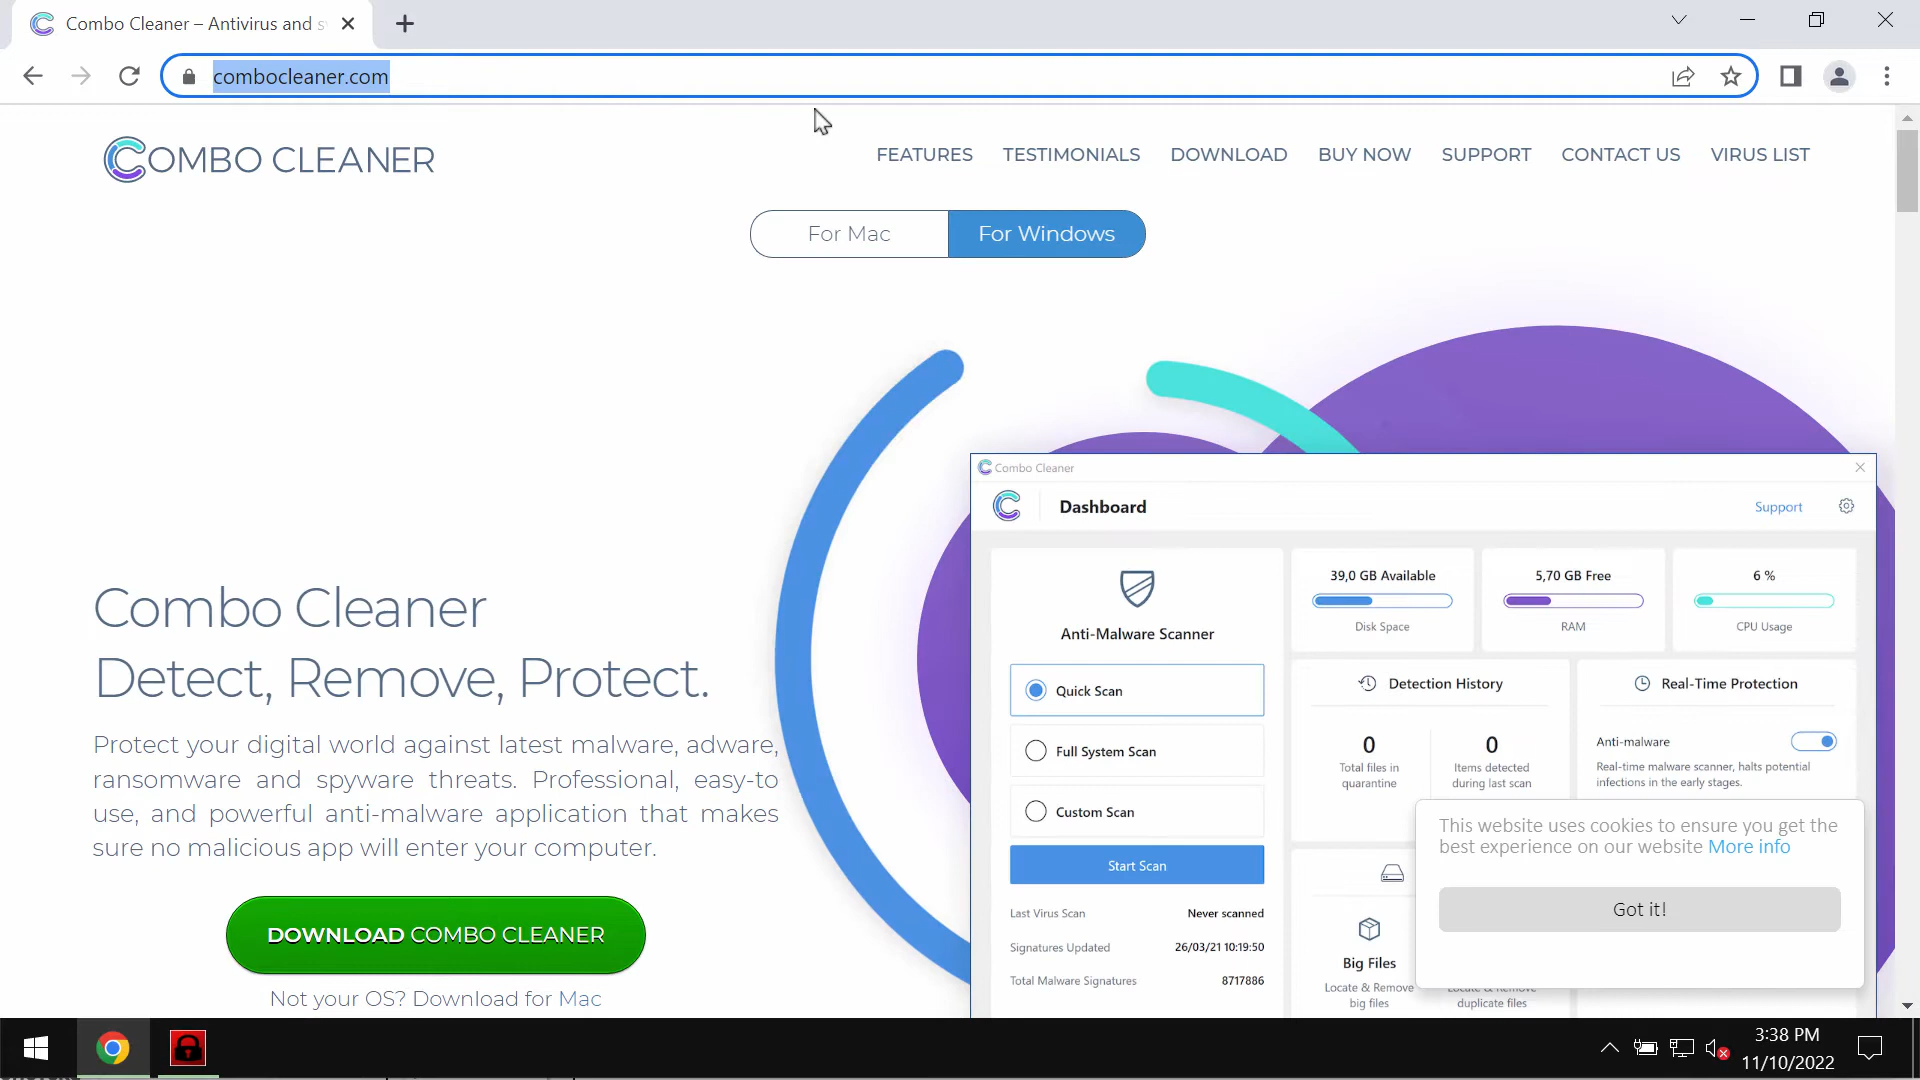 Combo Cleaner – Antivirus and s
combocleaner.com
COMBO CLEANER
FEATURES
TESTIMONIALS
DOWNLOAD
BUY NOW
SUPPORT
CONTACT US
VIRUS LIST
For Mac
For Windows
Combo Cleaner
Detect, Remove, Protect.
Protect your digital world against latest malware, adware,
ransomware and spyware threats. Professional, easy-to
use, and powerful anti-malware application that makes
sure no malicious app will enter your computer.
DOWNLOAD COMBO CLEANER
Not your OS? Download for Mac
Combo Cleaner
Dashboard
Support
Anti-Malware Scanner
Quick Scan
Full System Scan
Custom Scan
Start Scan
Last Virus Scan
Never scanned
Signatures Updated
26/03/21 10:19:50
Total Malware Signatures
8717886
39,0 GB Available
Disk Space
5,70 GB Free
RAM
6 %
CPU Usage
Detection History
0
Total files in
quarantine
0
Items detected
during last scan
Real-Time Protection
Anti-malware
Real-time malware scanner, halts potential
infections in the early stages.
Big Files
Locate & Remove
big files
Locate & Remove
duplicate files
This website uses cookies to ensure you get the
best experience on our website More info
Got it!
3:38 PM
11/10/2022